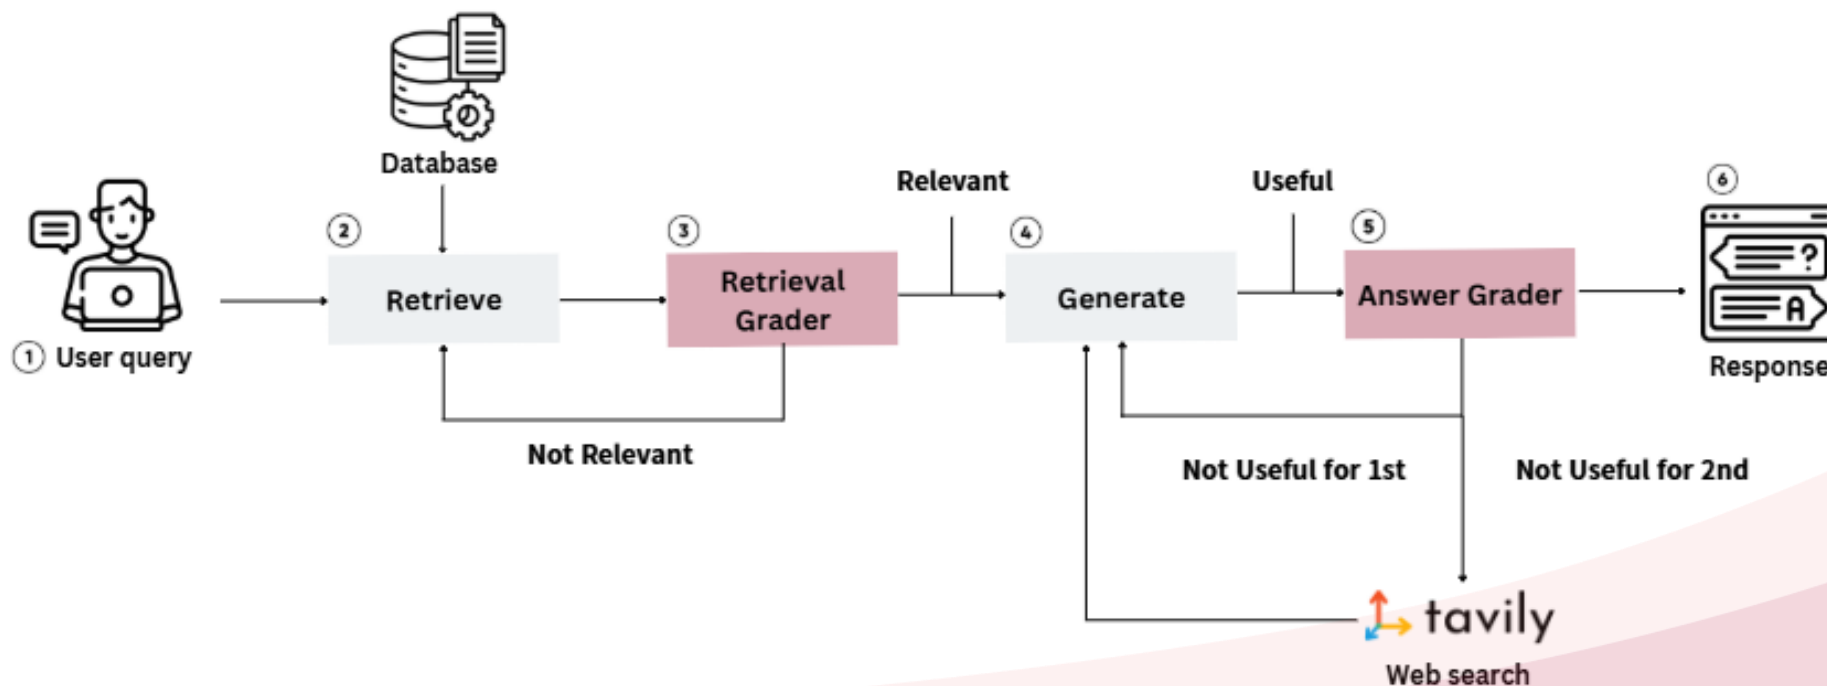 Database
Relevant
Useful
6
2
3
4
5
Retrieve
Retrieval
Grader
Generate
Answer Grader
?
A
1 User query
Response
Not Relevant
Not Useful for 1st
Not Useful for 2nd
tavily
Web search